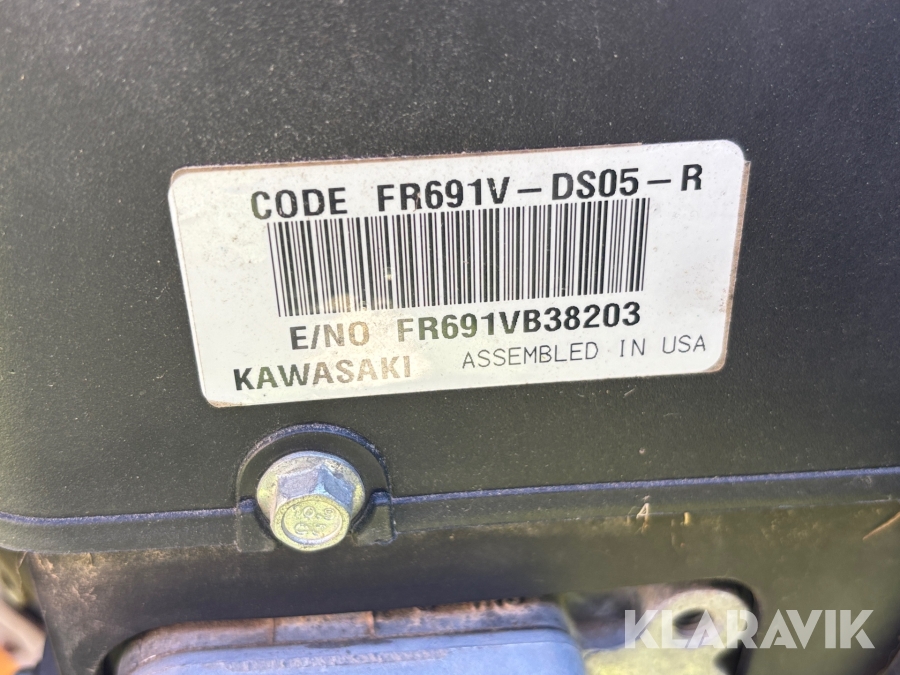 CODE FR691V-DS05-R
E/NO FR691VB38203
KAWASAKI ASSEMBLED IN USA
KLARAVIK